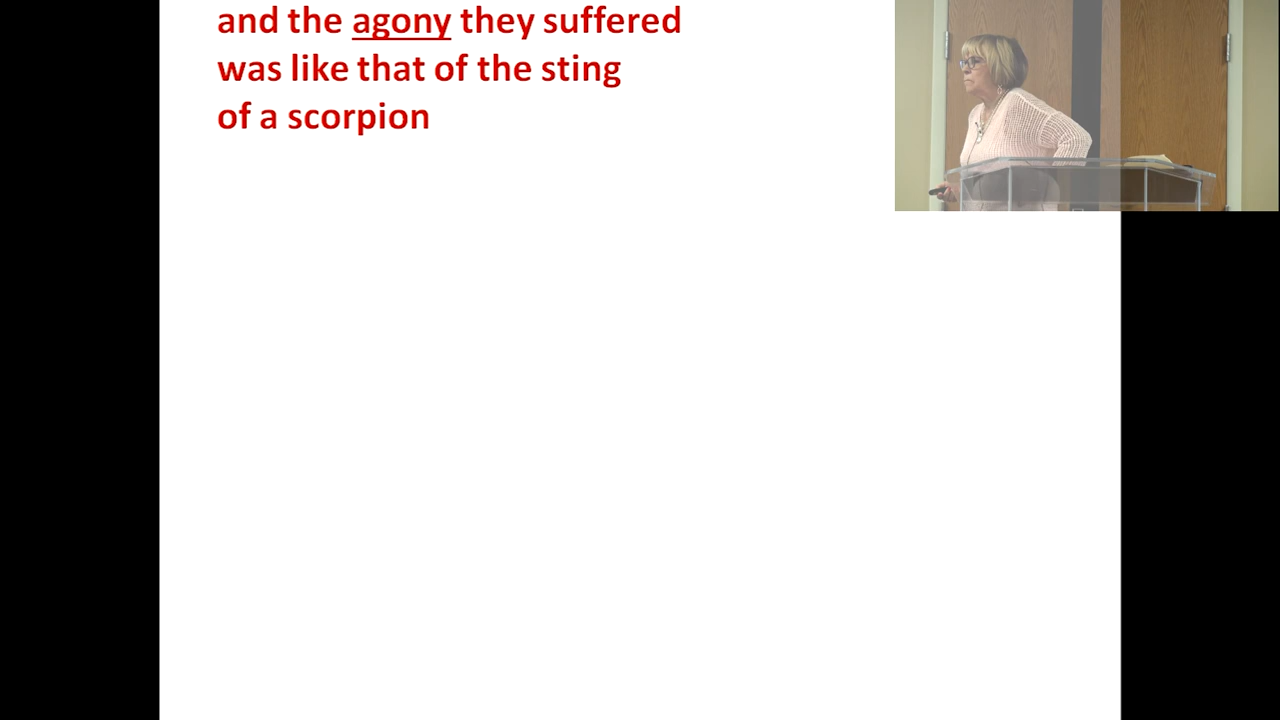 and the agony they suffered
was like that of the sting
of a scorpion